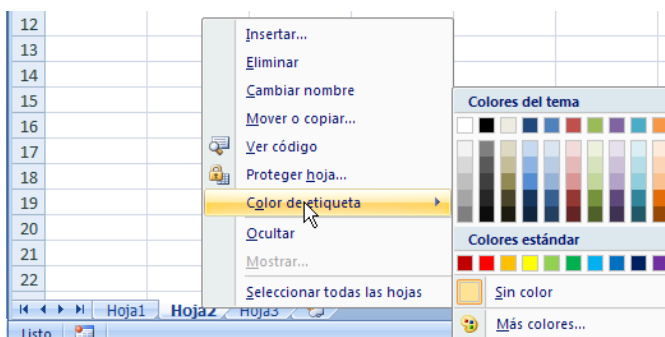 12
13
14
15
16
17
18
19
20
21
22
Insertar...
Eliminar
Cambiar nombre
Mover o copiar...
Ver código
Proteger hoja...
Color de etiqueta
Ocultar
Mostrar...
Seleccionar todas las hojas
Colores del tema
Colores estándar
Sin color
Más colores...
Hoja1 Hoja2 Hoja3
Listo